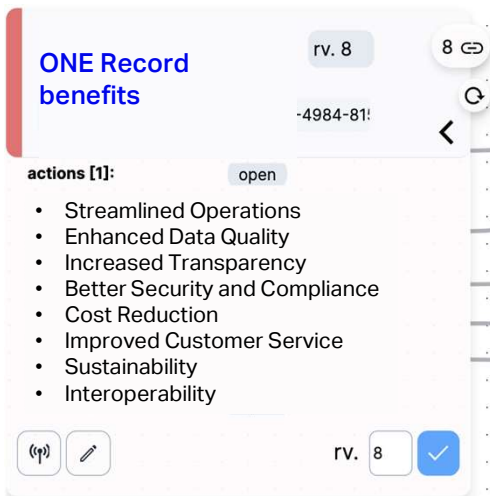 ONE Record
benefits
rv. 8
8
-4984-81
actions [1]:
open
• Streamlined Operations
• Enhanced Data Quality
• Increased Transparency
• Better Security and Compliance
• Cost Reduction
• Improved Customer Service
• Sustainability
• Interoperability
rv. 8